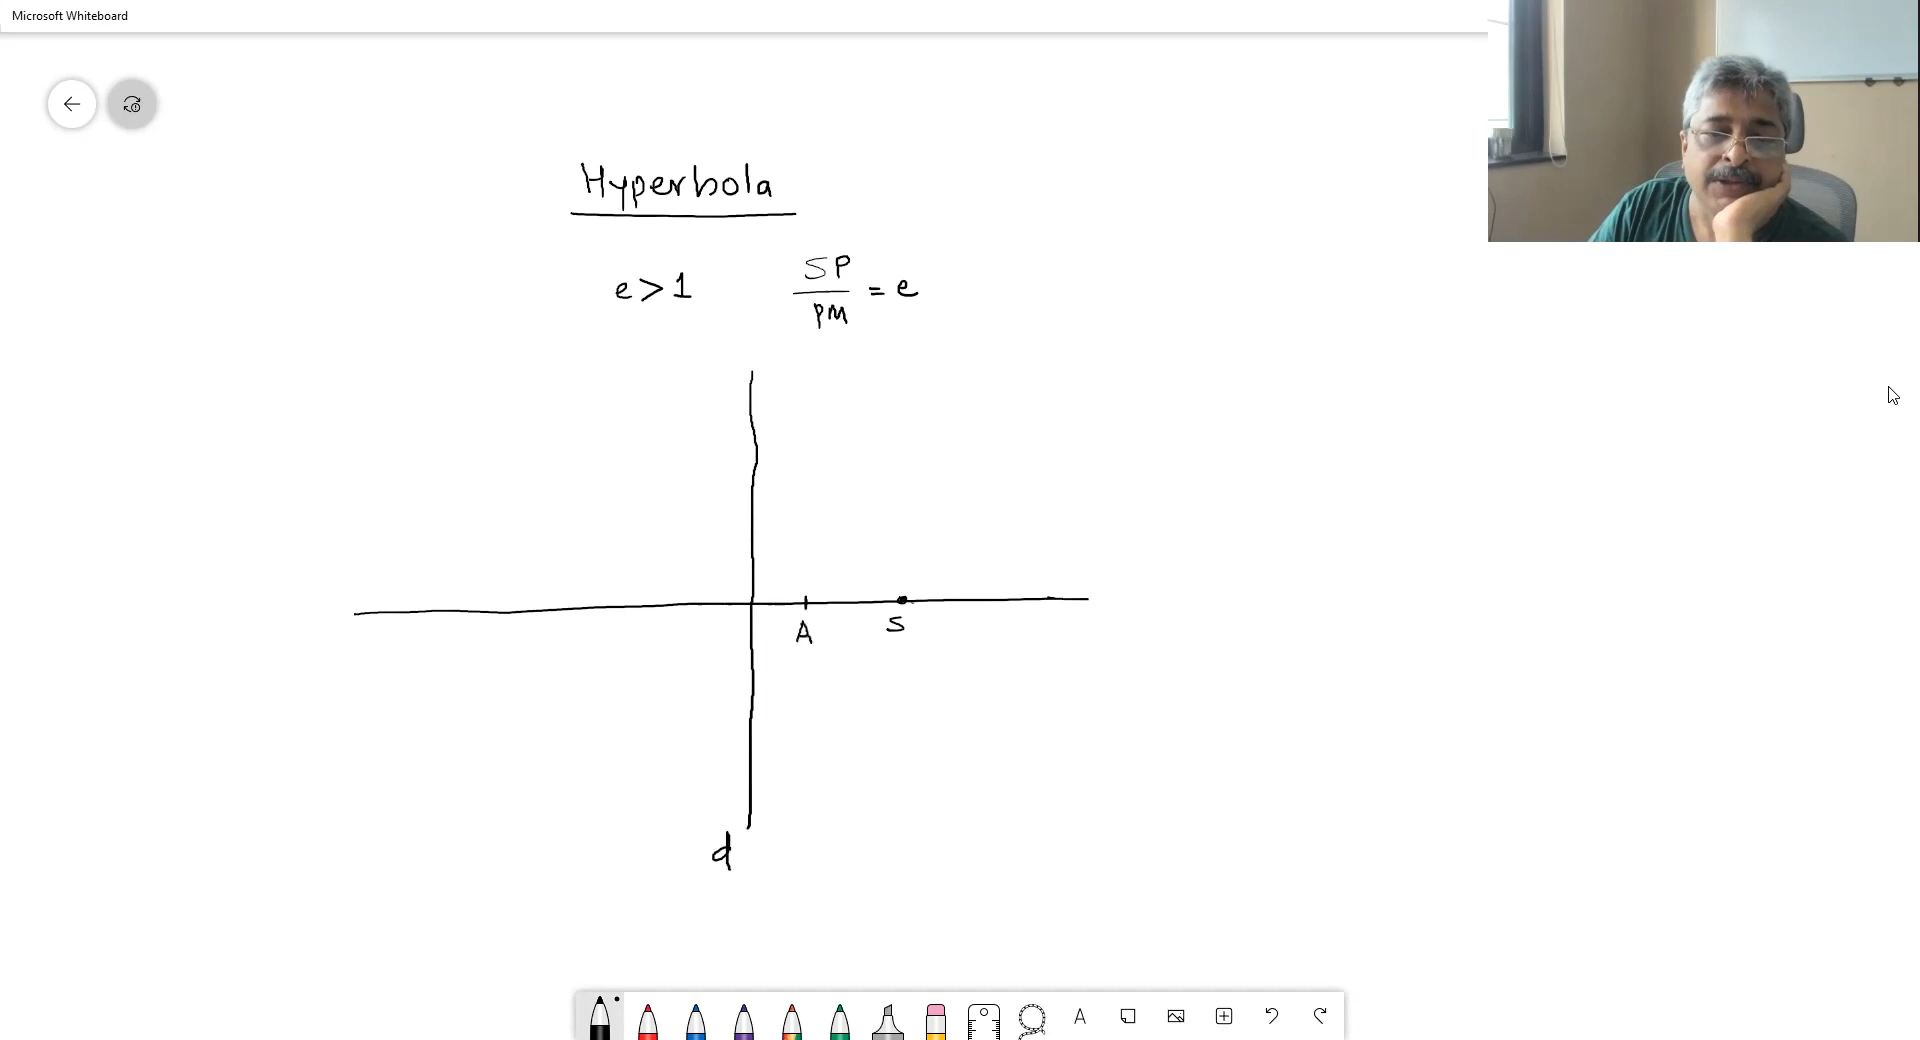 Microsoft Whiteboard
Hyperbola
e > 1
SP
PM
= e
A
S
d
A